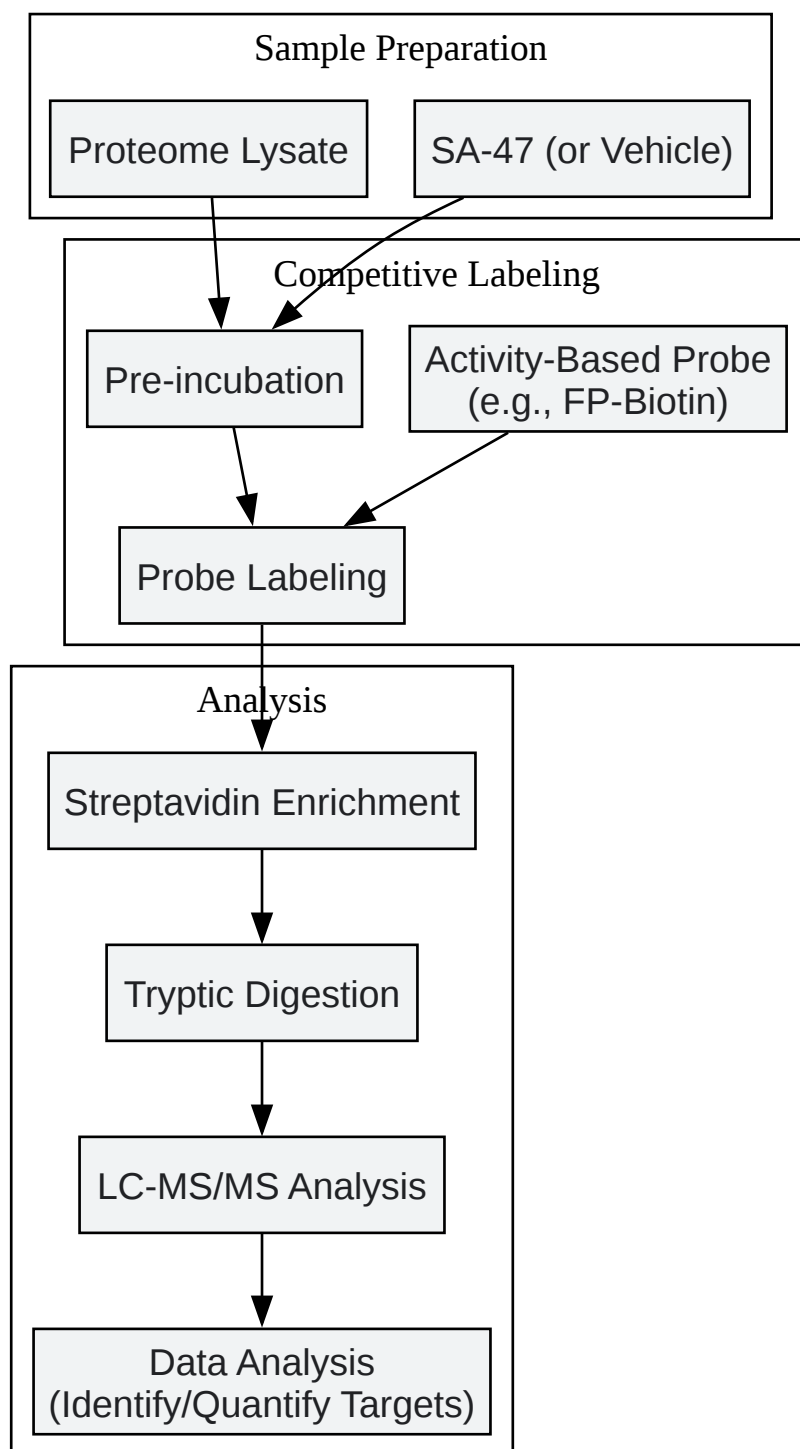 Sample Preparation
Proteome Lysate
SA-47 (or Vehicle)
Competitive Labeling
Pre-incubation
Activity-Based Probe
(e.g., FP-Biotin)
Probe Labeling
Analysis
Streptavidin Enrichment
Tryptic Digestion
LC-MS/MS Analysis
Data Analysis
(Identify/Quantify Targets)